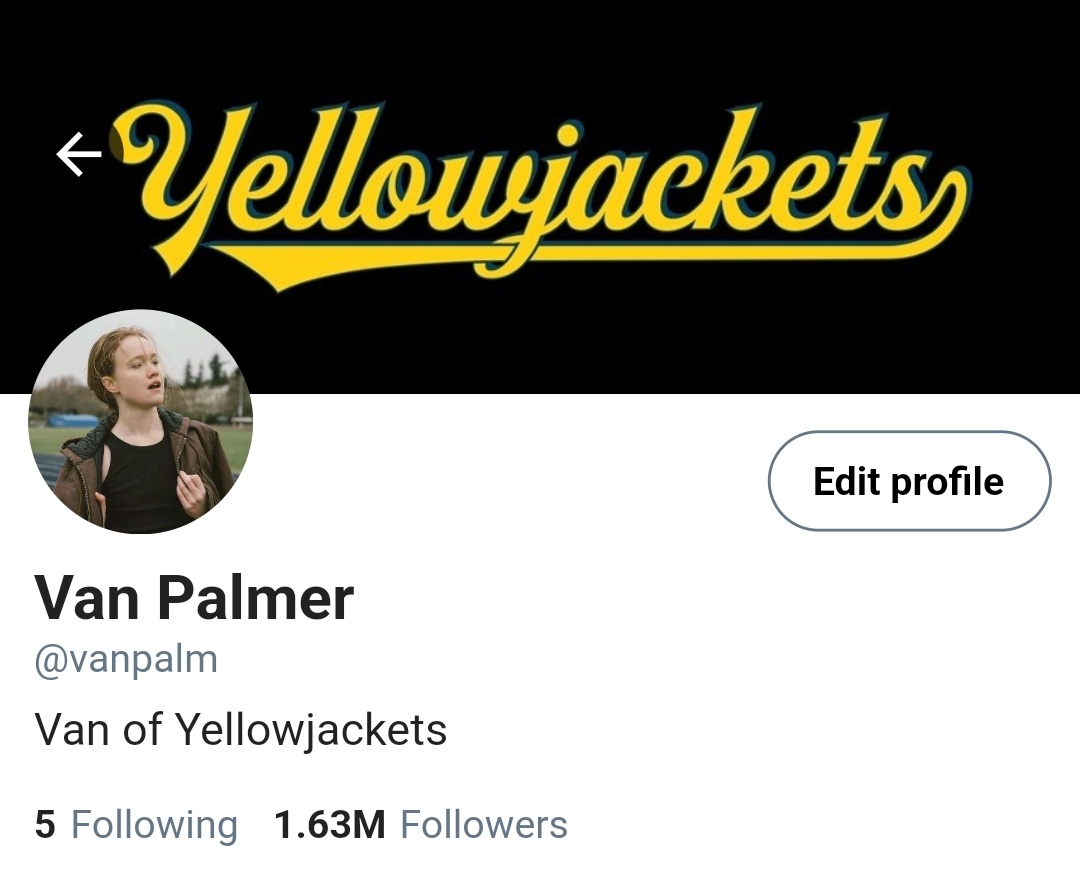 Yellowjackets
Edit profile
Van Palmer
@vanpalm
Van of Yellowjackets
5 Following 1.63M Followers